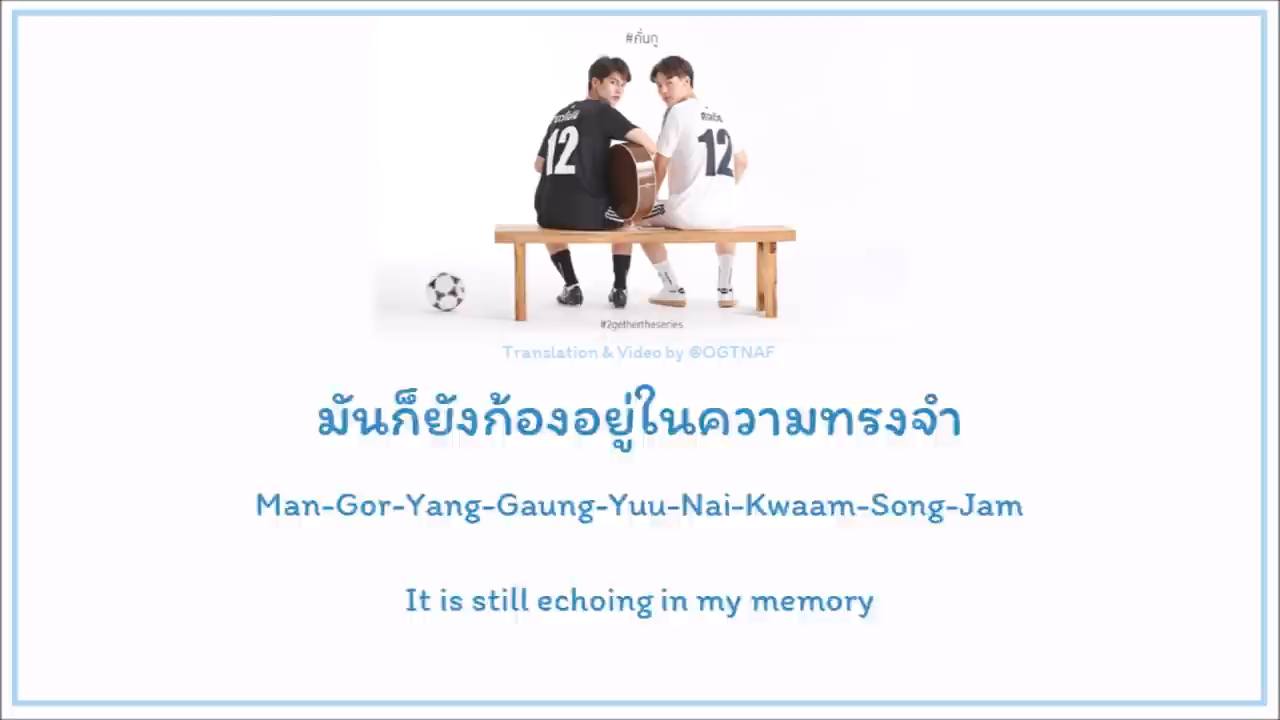 #คั่นกู
12
12
#2gethertheseries
Translation & Video by @OGTNAF
มันก็ยังก้องอยู่ในความทรงจำ
Man-Gor-Yang-Gaung-Yuu-Nai-Kwaam-Song-Jam
It is still echoing in my memory